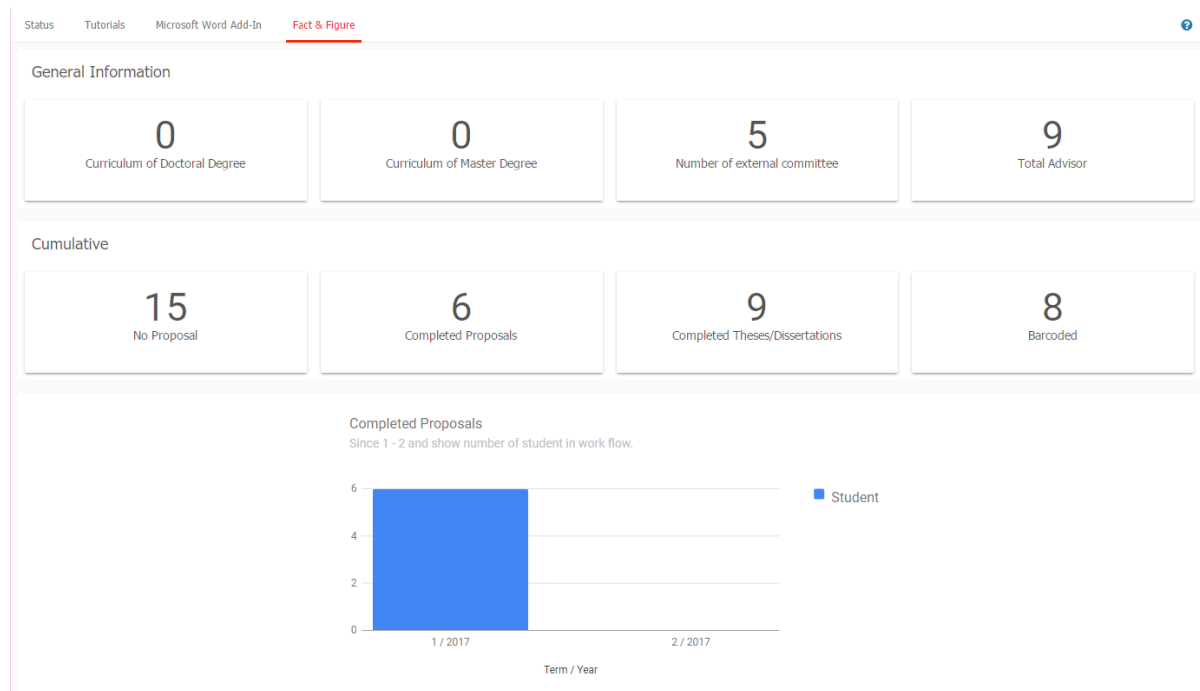 Status Tutorials Microsoft Word Add-In Fact & Figure
?
General Information
0 0 5 9
Curriculum of Doctoral Degree Curriculum of Master Degree Number of external committee Total Advisor
Cumulative
15 6 9 8
No Proposal Completed Proposals Completed Theses/Dissertations Barcoded
Completed Proposals
Since 1 - 2 and show number of student in work flow.
6
Student
4
2
0
1 / 2017 2 / 2017
Term / Year